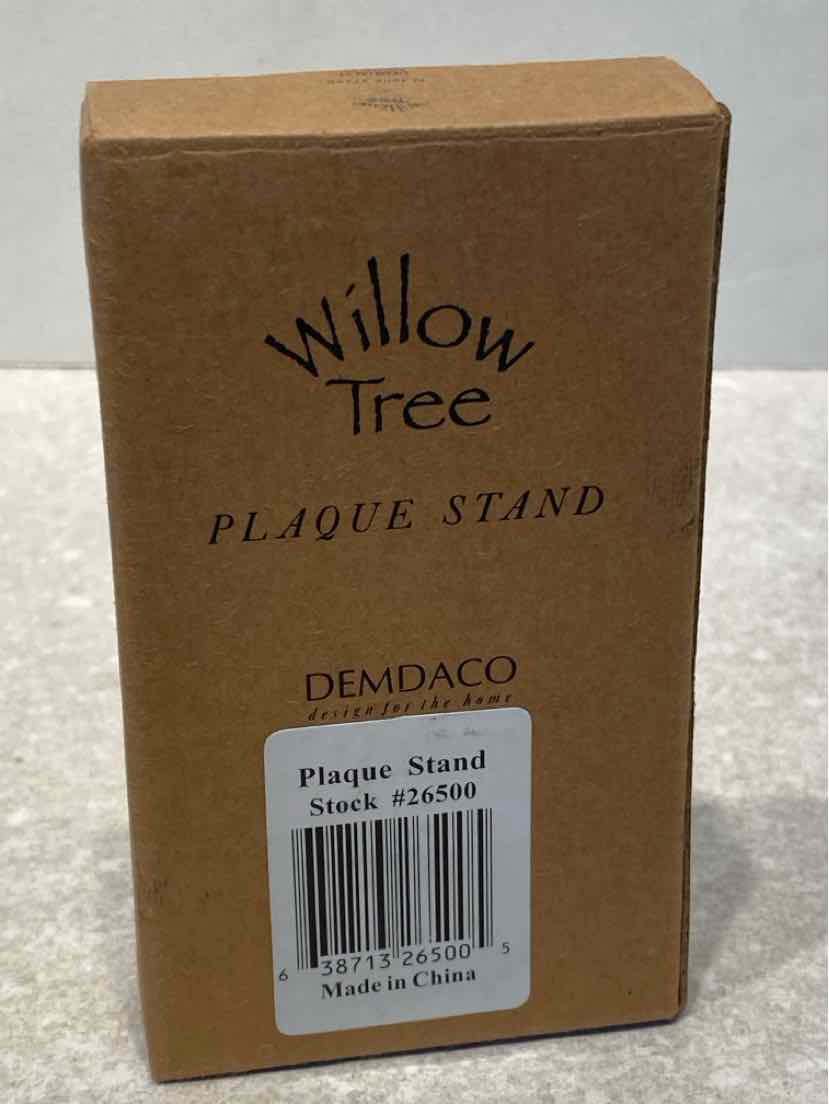 Willow
Tree
PLAQUE STAND
DEMDACO
design for the home
Plaque Stand
Stock #26500
6 38713 26500 5
Made in China